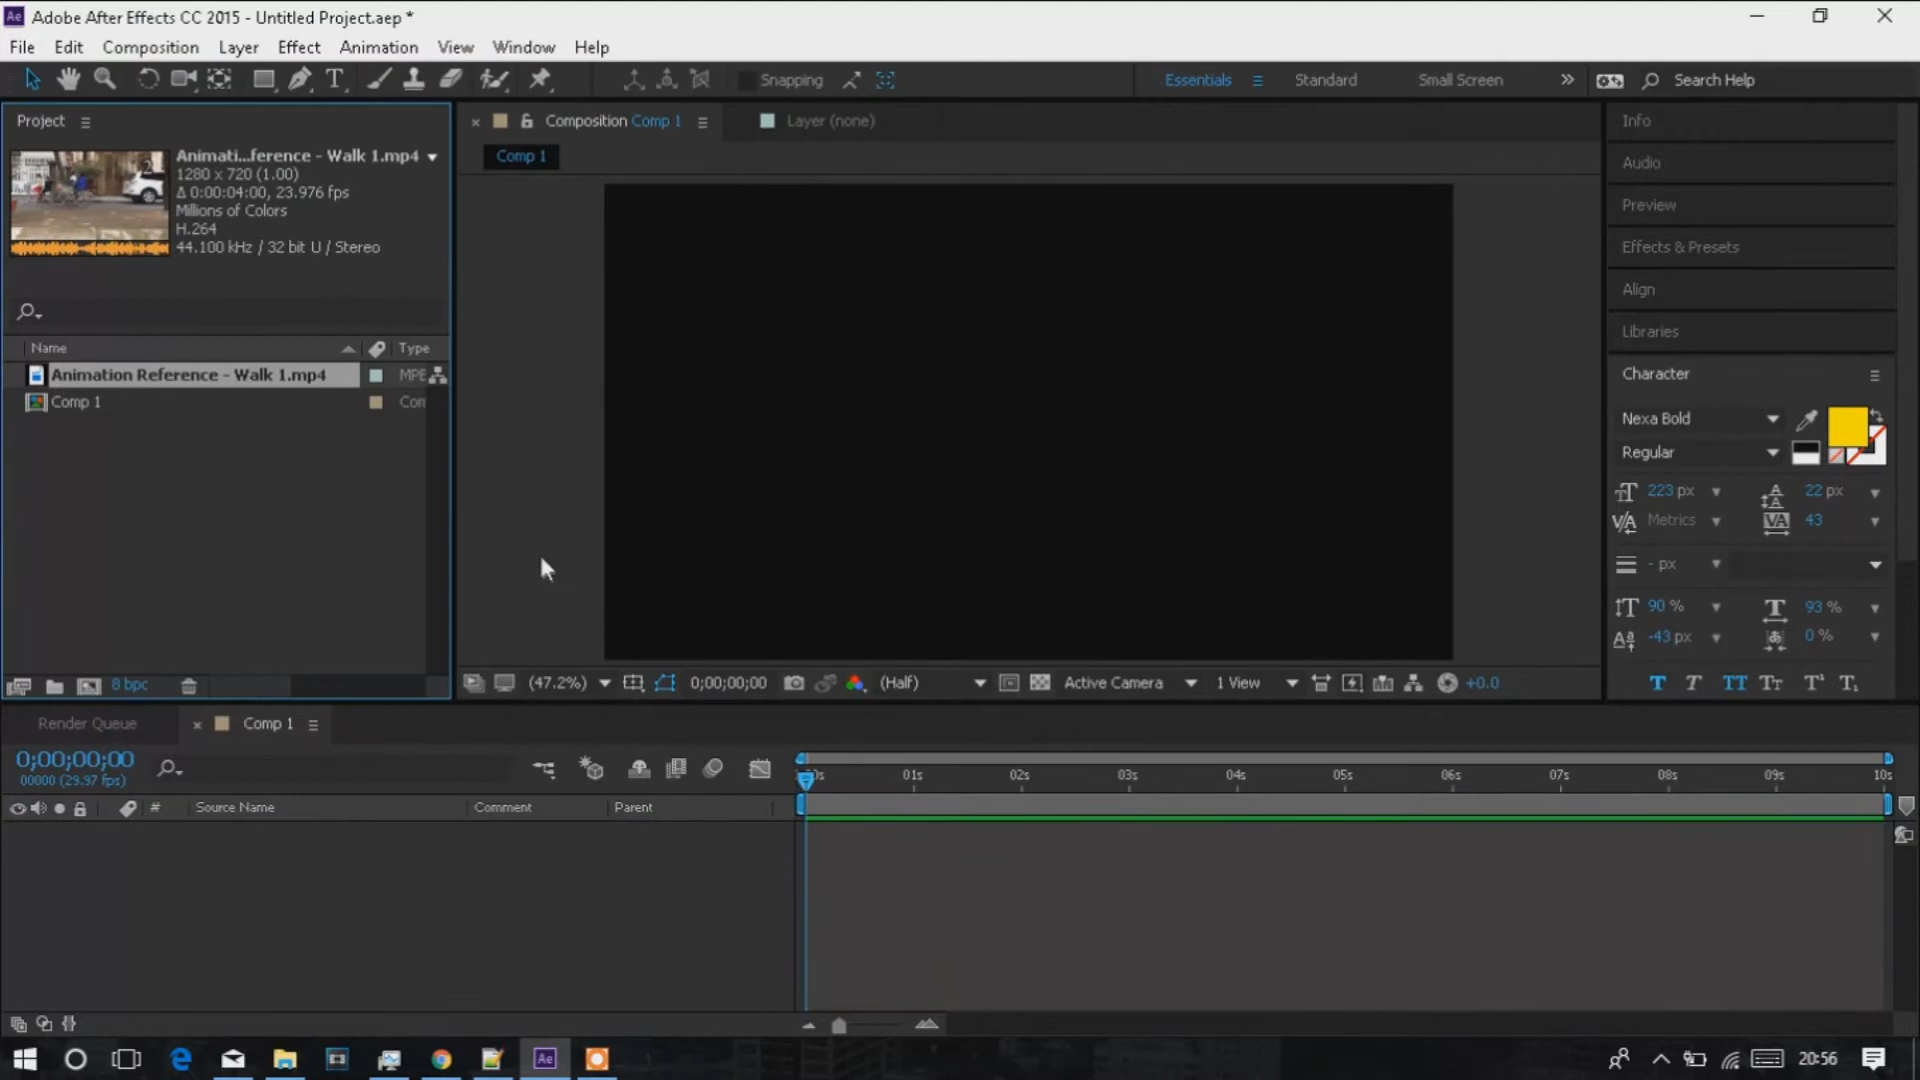 Ae Adobe After Effects CC 2015 - Untitled Project.aep *
File Edit Composition Layer Effect Animation View Window Help
T Snapping Essentials Standard Small Screen Search Help
Project
Composition Comp 1 Layer (none)
Comp 1
Animati...ference - Walk 1.mp4
1280 x 720 (1.00)
Δ 0:00:04:00, 23.976 fps
Millions of Colors
H.264
44.100 kHz / 32 bit U / Stereo
Name Type
Animation Reference - Walk 1.mp4 MPE
Comp 1 Con
8 bpc
(47.2%) 0;00;00;00 (Half) Active Camera 1 View +0.0
Info
Audio
Preview
Effects & Presets
Align
Libraries
Character
Nexa Bold
Regular
223 px 22 px
Metrics 43
- px
90 % 93 %
-43 px 0 %
T T TT Tr T¹ T₁
Render Queue Comp 1
0;00;00;00
00000 (29.97 fps)
01s 02s 03s 04s 05s 06s 07s 08s 09s 10s
# Source Name Comment Parent
Ae 20:56